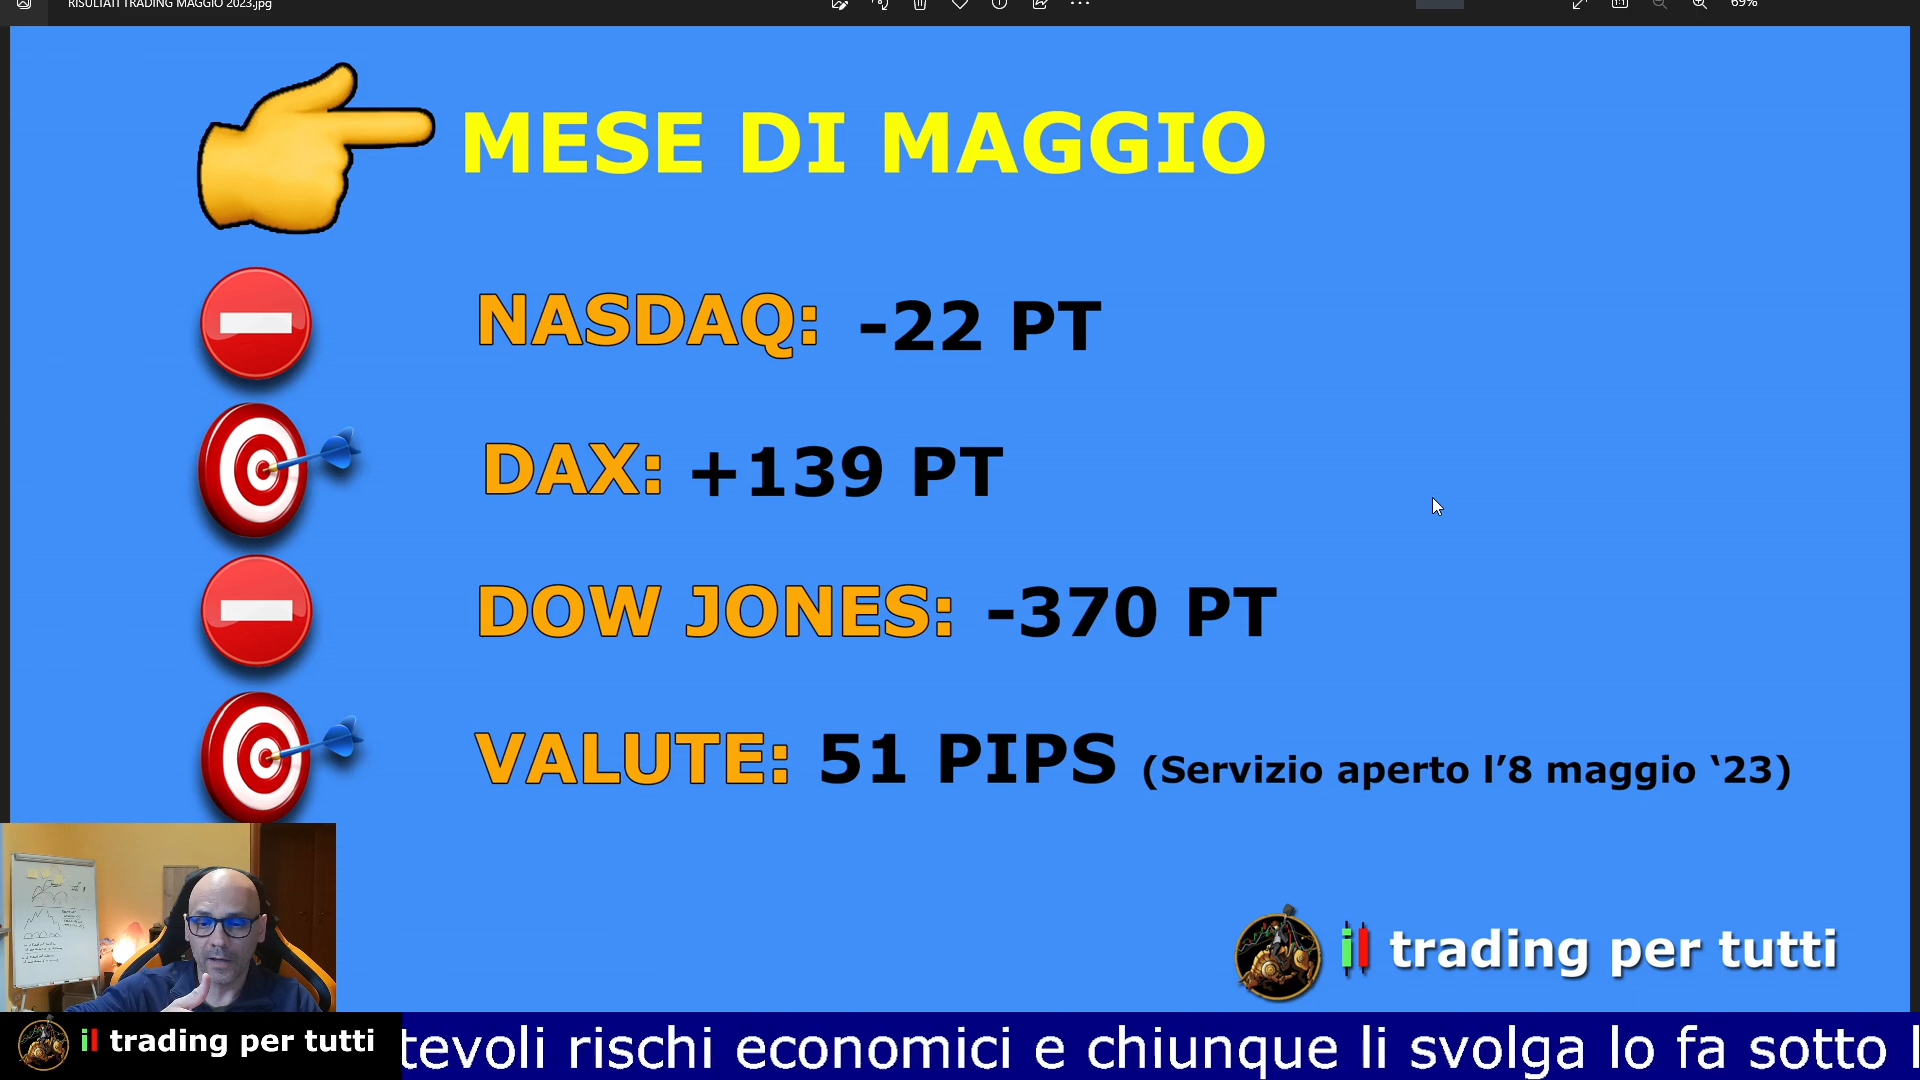 RISULTATI TRADING MAGGIO 2023.jpg
69%
MESE DI MAGGIO
NASDAQ: -22 PT
DAX: +139 PT
DOW JONES: -370 PT
VALUTE: 51 PIPS (Servizio aperto l’8 maggio ‘23)
il trading per tutti
il trading per tutti
tevoli rischi economici e chiunque li svolga lo fa sotto l